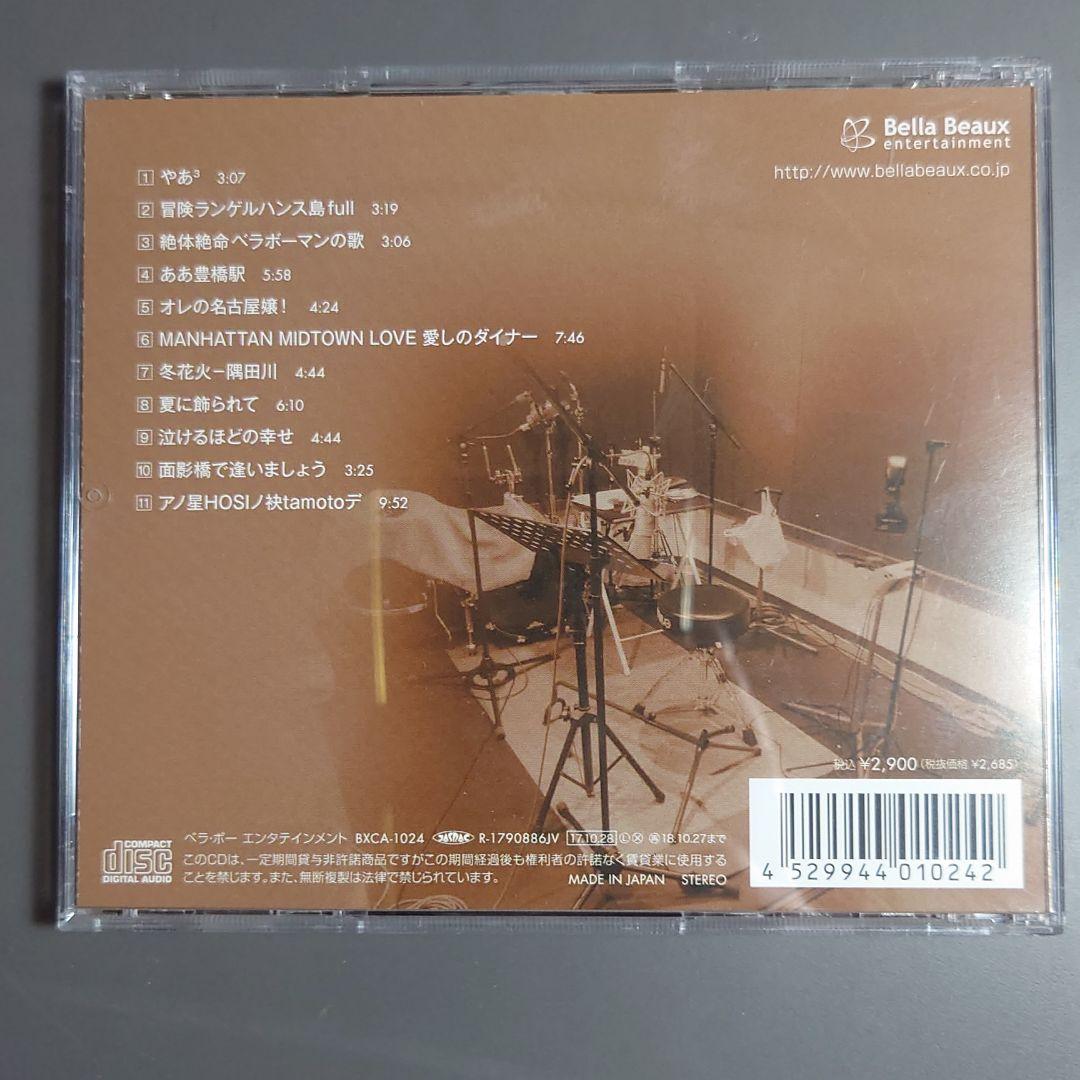 Bella Beaux
entertainment
http://www.bellabeaux.co.jp
1 やあ³ 3:07
2 冒険ランゲルハンス島full 3:19
3 絶体絶命ベラボーマンの歌 3:06
4 ああ豊橋駅 5:58
5 オレの名古屋嬢! 4:24
6 MANHATTAN MIDTOWN LOVE 愛しのダイナー 7:46
7 冬花火−隅田川 4:44
8 夏に飾られて 6:10
9 泣けるほどの幸せ 4:44
10 面影橋で逢いましょう 3:25
11 アノ星HOSIノ袂tamotoデ 9:52
税込 ¥2,900 (税抜価格 ¥2,685)
COMPACT
disc
DIGITAL AUDIO
ベラ・ボー エンタテインメント BXCA-1024 JASRAC R-1790886JV 17.10.28 Ⓛ Ⓧ 18.10.27まで
このCDは、一定期間貸与非許諾商品ですがこの期間経過後も権利者の許諾なく賃貸業に使用する
ことを禁じます。また、無断複製は法律で禁じられています。 MADE IN JAPAN STEREO
4 529944 010242